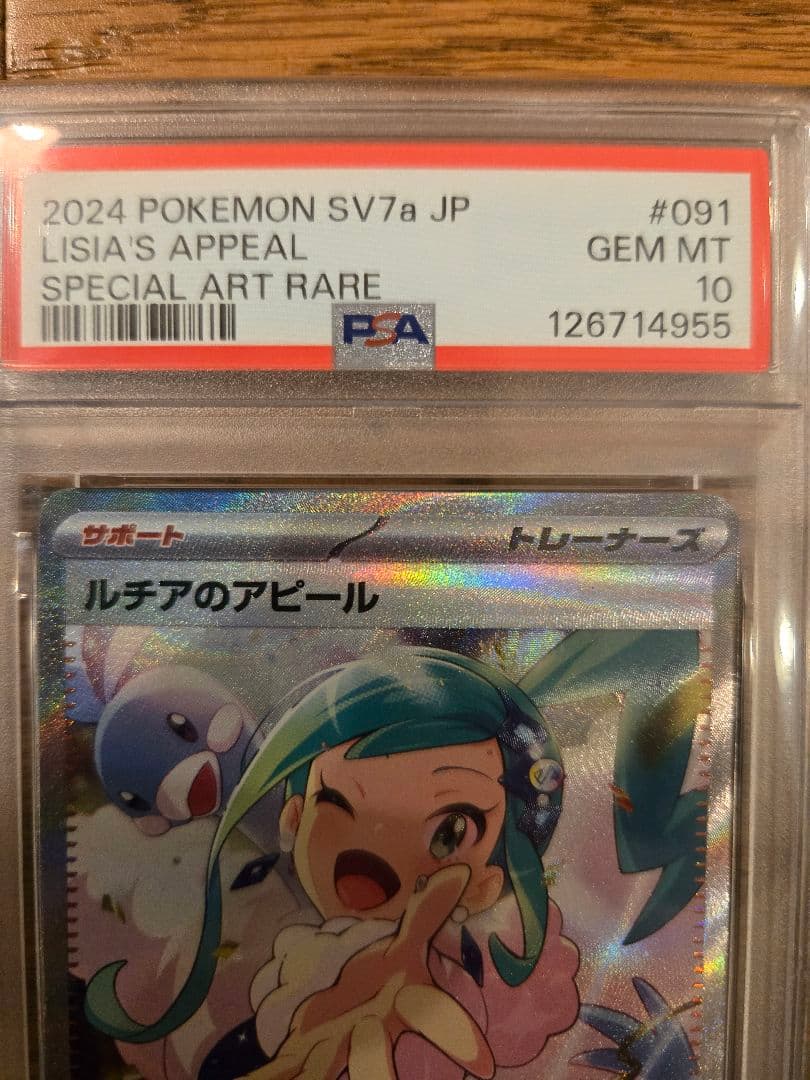 2024 POKEMON SV7a JP #091
LISIA'S APPEAL GEM MT
SPECIAL ART RARE 10
PSA 126714955
サポート トレーナーズ
ルチアのアピール